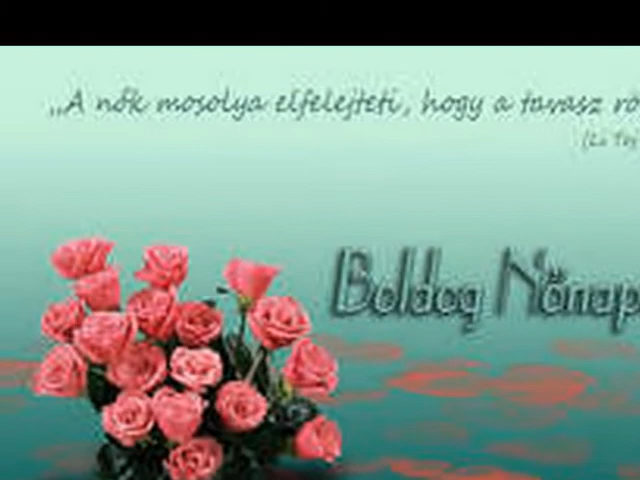 „A nők mosolya elfelejteti, hogy a tavasz rö
Boldog Nőnap